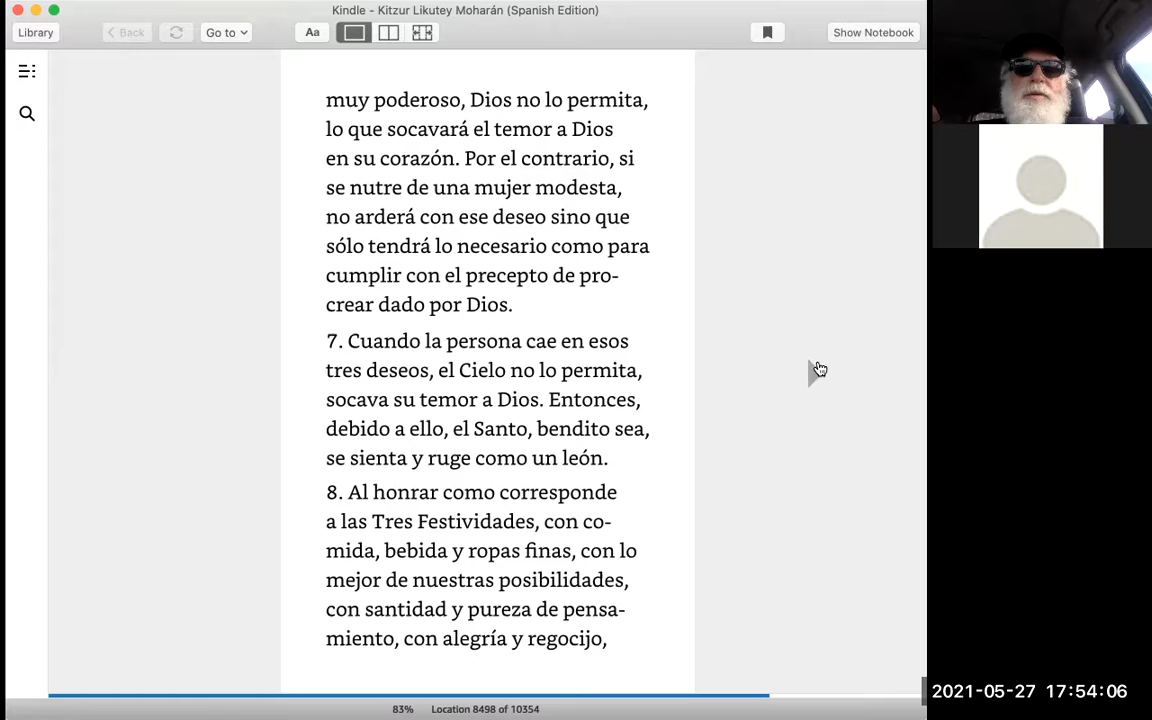 Kindle - Kitzur Likutey Moharán (Spanish Edition)
Library
Back
Go to
Aa
Show Notebook
muy poderoso, Dios no lo permita,
lo que socavará el temor a Dios
en su corazón. Por el contrario, si
se nutre de una mujer modesta,
no arderá con ese deseo sino que
sólo tendrá lo necesario como para
cumplir con el precepto de pro-
crear dado por Dios.
7. Cuando la persona cae en esos
tres deseos, el Cielo no lo permita,
socava su temor a Dios. Entonces,
debido a ello, el Santo, bendito sea,
se sienta y ruge como un león.
8. Al honrar como corresponde
a las Tres Festividades, con co-
mida, bebida y ropas finas, con lo
mejor de nuestras posibilidades,
con santidad y pureza de pensa-
miento, con alegría y regocijo,
83% Location 8498 of 10354
2021-05-27 17:54:06